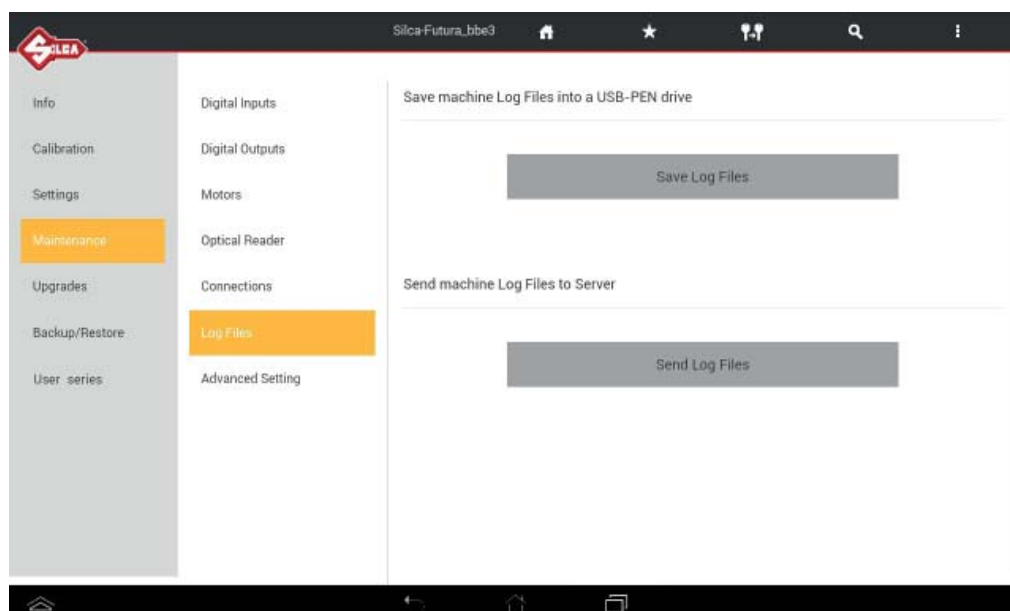 SILCA
Silca-Futura_bbe3
Info
Calibration
Settings
Maintenance
Upgrades
Backup/Restore
User series
Digital Inputs
Digital Outputs
Motors
Optical Reader
Connections
Log Files
Advanced Setting
Save machine Log Files into a USB-PEN drive
Save Log Files
Send machine Log Files to Server
Send Log Files